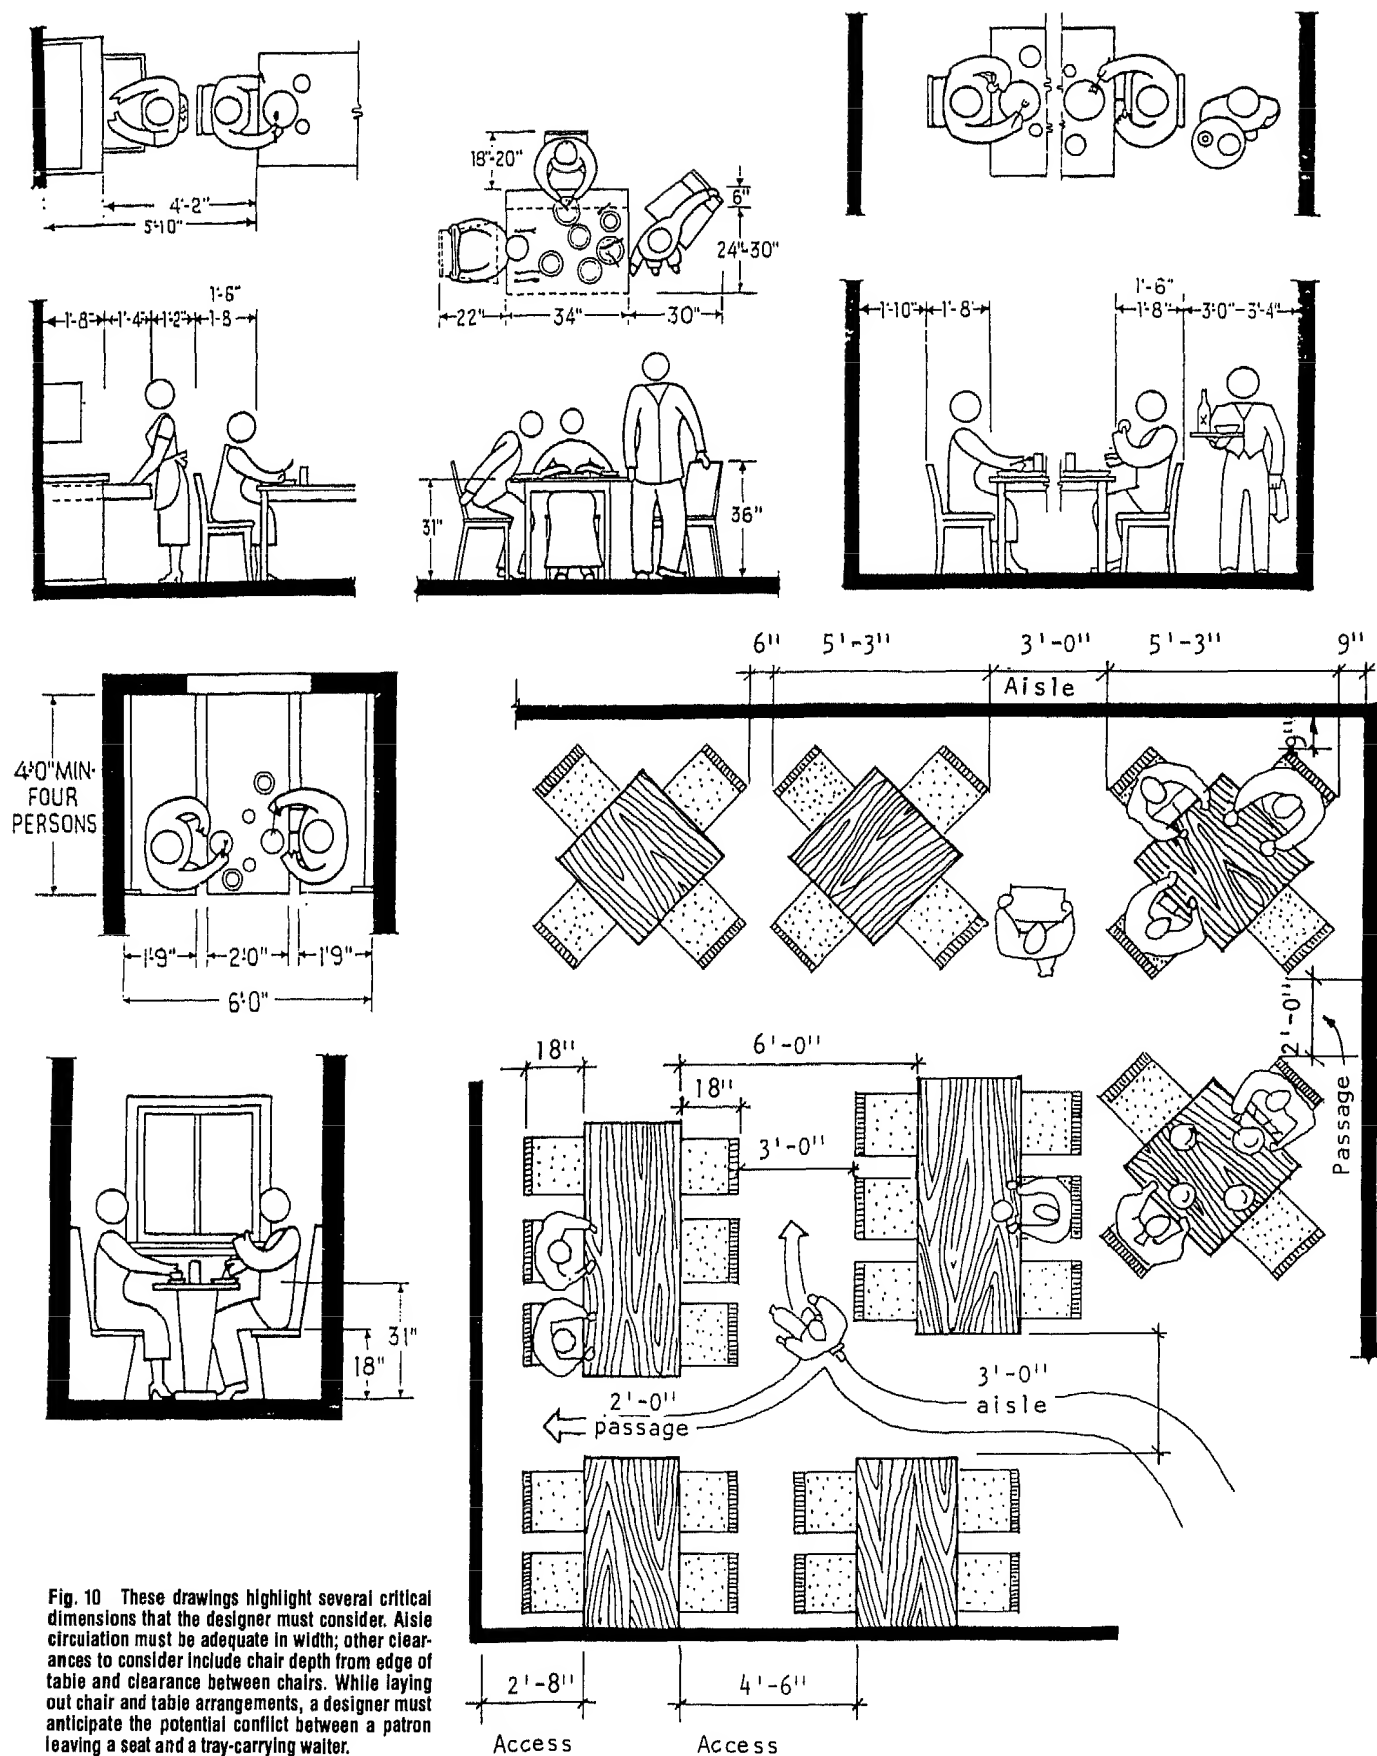 4'-2"
5'-10"
1'-6"
1'-8" 1'-4" 1'-2" 1'-8
18"-20"
6"
24"-30"
22" 34" 30"
31"
36"
1'-6"
1'-10" 1'-8" 1'-8" 3'-0"-3'-4"
X
4'-0" MIN-
FOUR
PERSONS
1'-9" 2'-0" 1'-9"
6'-0"
31"
18"
6" 5'-3" 3'-0" 5'-3" 9"
Aisle
9"
2'-0"
Passage
18"
6'-0"
18"
3'-0"
3'-0"
aisle
2'-0"
passage
2'-8" 4'-6"
Access Access
Fig. 10 These drawings highlight several critical
dimensions that the designer must consider. Aisle
circulation must be adequate in width; other clear-
ances to consider include chair depth from edge of
table and clearance between chairs. While laying
out chair and table arrangements, a designer must
anticipate the potential conflict between a patron
leaving a seat and a tray-carrying waiter.